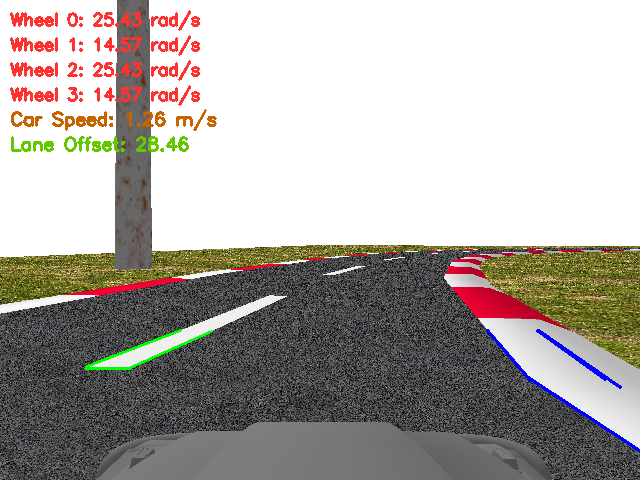 Wheel 0: 25.43 rad/s
Wheel 1: 14.57 rad/s
Wheel 2: 25.43 rad/s
Wheel 3: 14.57 rad/s
Car Speed: 1.26 m/s
Lane Offset: 28.46